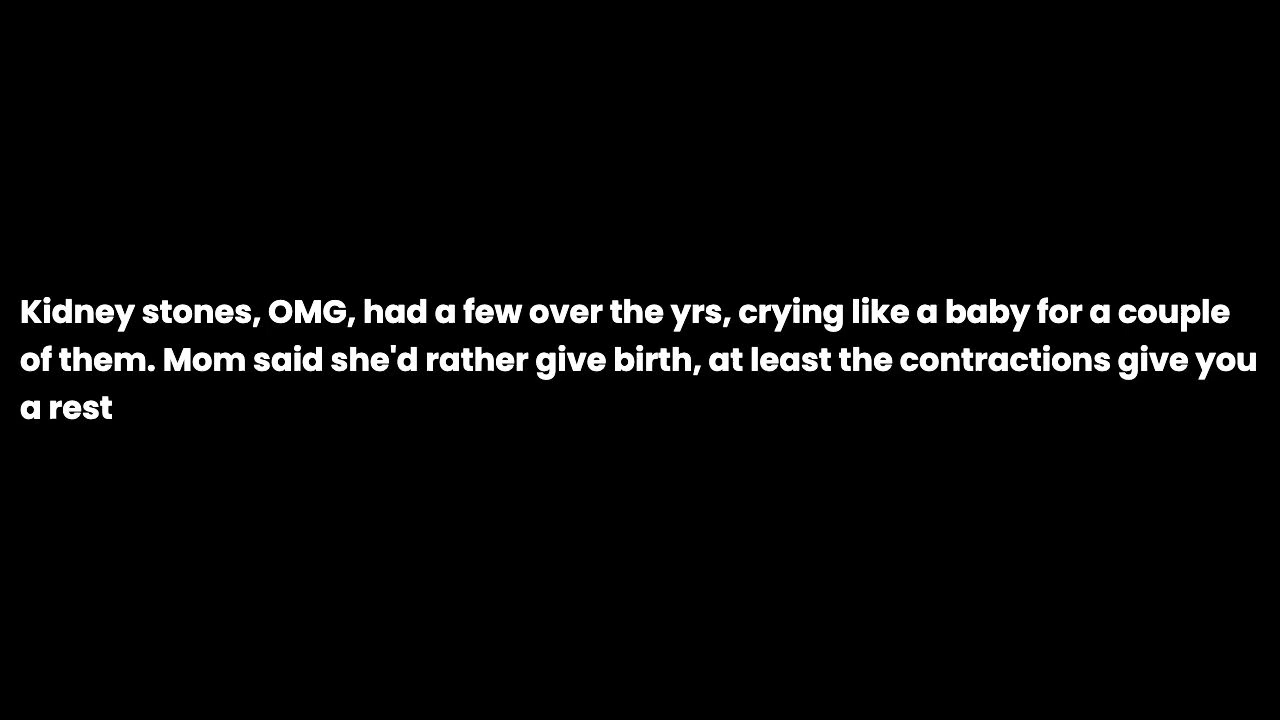 Kidney stones, OMG, had a few over the yrs, crying like a baby for a couple
of them. Mom said she'd rather give birth, at least the contractions give you
a rest